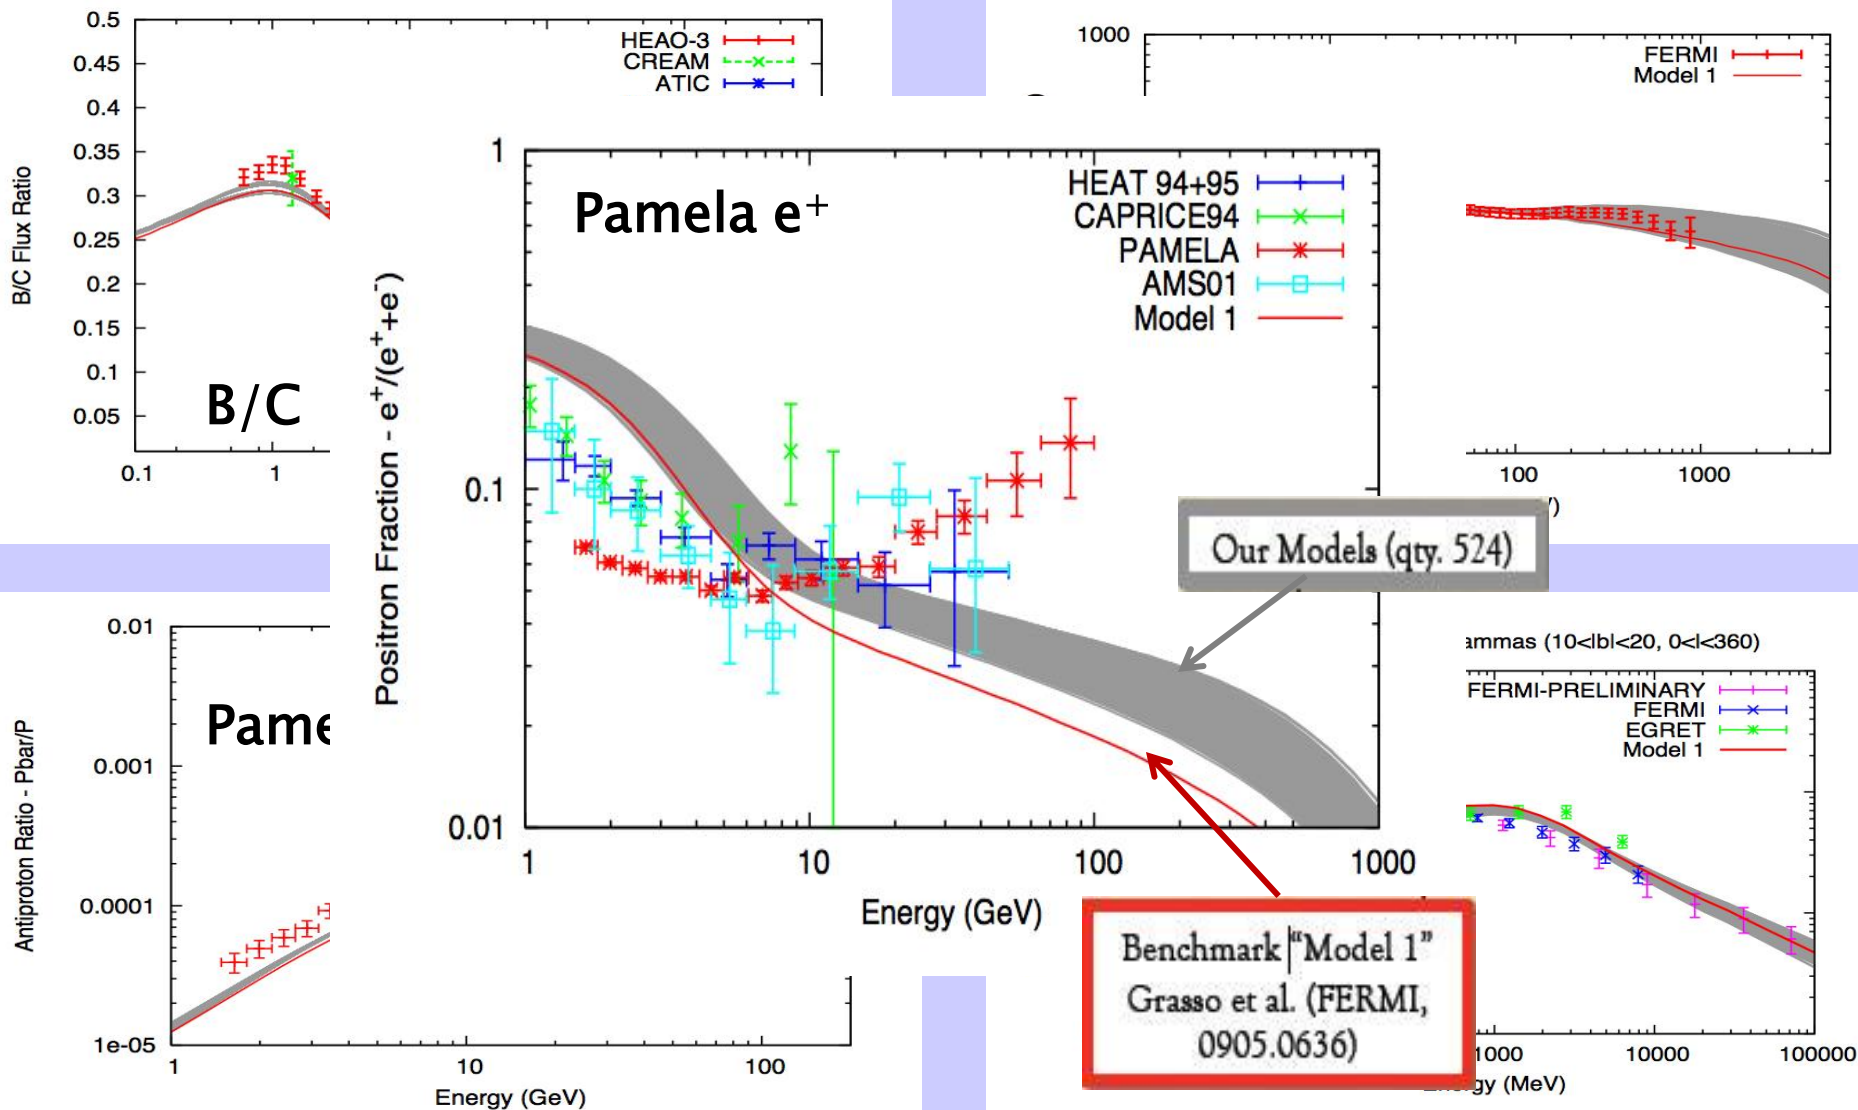 0.5
0.45
0.4
0.35
0.3
0.25
0.2
0.15
0.1
0.05
B/C Flux Ratio
HEAO-3
CREAM
ATIC
B/C
0.1
1
1000
FERMI
Model 1
100
1000
V)
Pamela e⁺
HEAT 94+95
CAPRICE94
PAMELA
AMS01
Model 1
Positron Fraction - e⁺/(e⁺+e⁻)
1
0.1
0.01
1
10
100
1000
Energy (GeV)
Our Models (qty. 524)
Benchmark "Model 1"
Grasso et al. (FERMI,
0905.0636)
0.01
0.001
0.0001
1e-05
Antiproton Ratio - Pbar/P
Pame
1
10
100
Energy (GeV)
ammas (10<|b|<20, 0<l<360)
FERMI-PRELIMINARY
FERMI
EGRET
Model 1
1000
10000
100000
Energy (MeV)